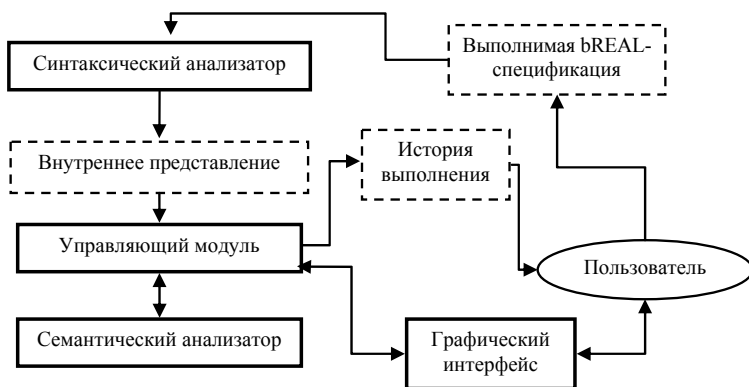 Выполнимая bREAL-
спецификация
Синтаксический анализатор
История
выполнения
Внутреннее представление
Управляющий модуль
Пользователь
Семантический анализатор
Графический
интерфейс